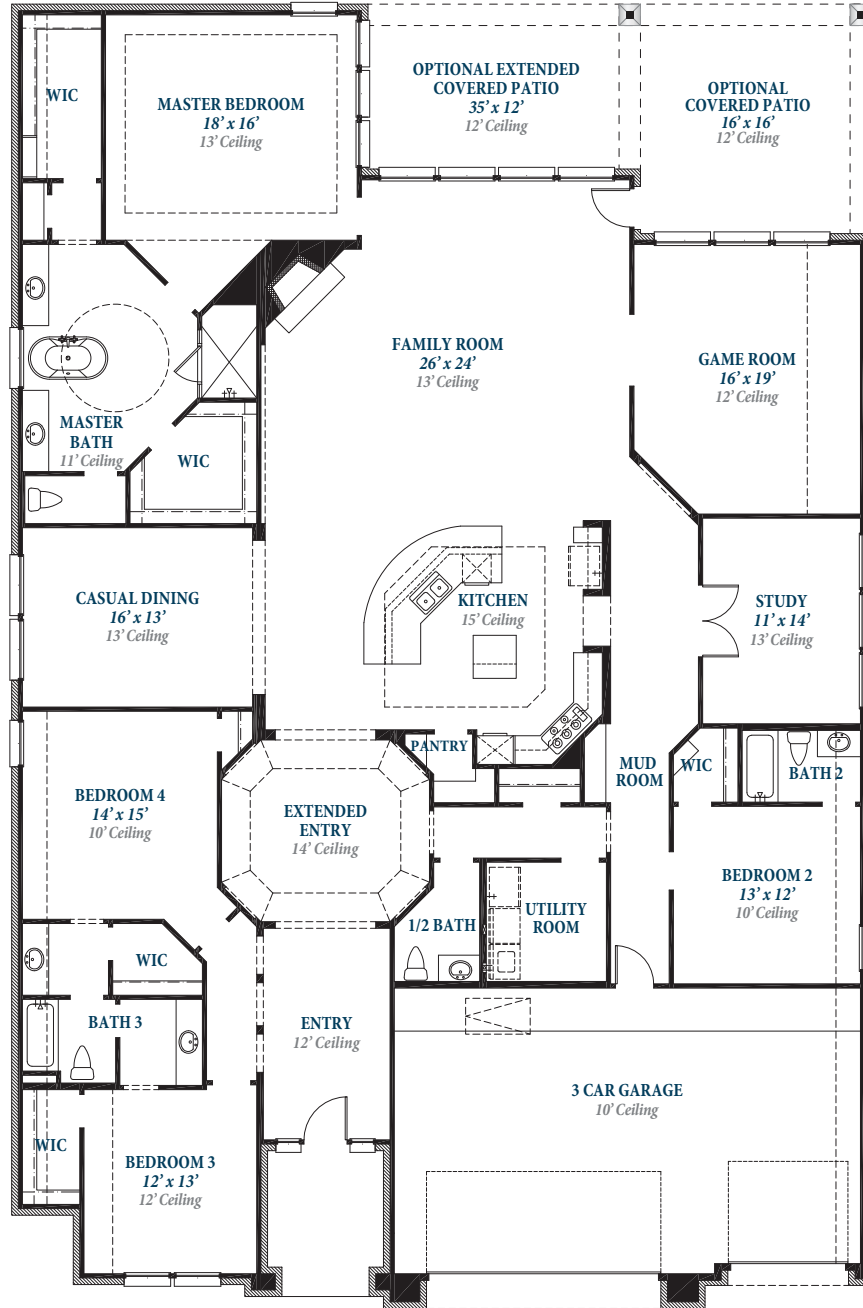 WIC
MASTER BEDROOM
18' x 16'
13' Ceiling
OPTIONAL EXTENDED
COVERED PATIO
35' x 12'
12' Ceiling
OPTIONAL
COVERED PATIO
16' x 16'
12' Ceiling
FAMILY ROOM
26' x 24'
13' Ceiling
GAME ROOM
16' x 19'
12' Ceiling
MASTER
BATH
11' Ceiling
WIC
CASUAL DINING
16' x 13'
13' Ceiling
KITCHEN
15' Ceiling
STUDY
11' x 14'
13' Ceiling
PANTRY
MUD
ROOM
WIC
BATH 2
BEDROOM 4
14' x 15'
10' Ceiling
EXTENDED
ENTRY
14' Ceiling
BEDROOM 2
13' x 12'
10' Ceiling
1/2 BATH
UTILITY
ROOM
WIC
BATH 3
ENTRY
12' Ceiling
3 CAR GARAGE
10' Ceiling
WIC
BEDROOM 3
12' x 13'
12' Ceiling